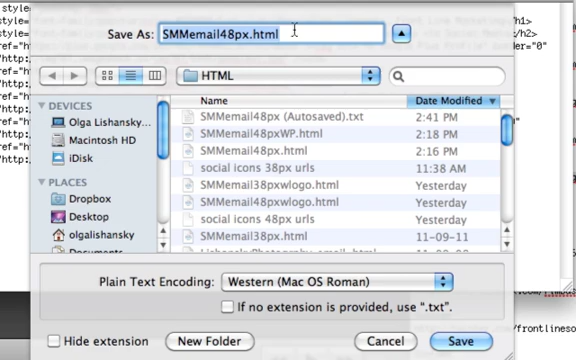 Save As: SMMemail48px.html
HTML
DEVICES
Olga Lishansky...
Macintosh HD
iDisk
PLACES
Dropbox
Desktop
olgalishansky
Documents
Name Date Modified
SMMemail48px (Autosaved).txt 2:41 PM
SMMemail48pxWP.html 2:18 PM
SMMemail48px.html 2:16 PM
social icons 38px urls 11:38 AM
SMMemail38pxwlogo.html Yesterday
SMMemail48pxwlogo.html Yesterday
social icons 48px urls Yesterday
SMMemail38px.html 11-09-11
Plain Text Encoding: Western (Mac OS Roman)
If no extension is provided, use ".txt".
Hide extension New Folder Cancel Save